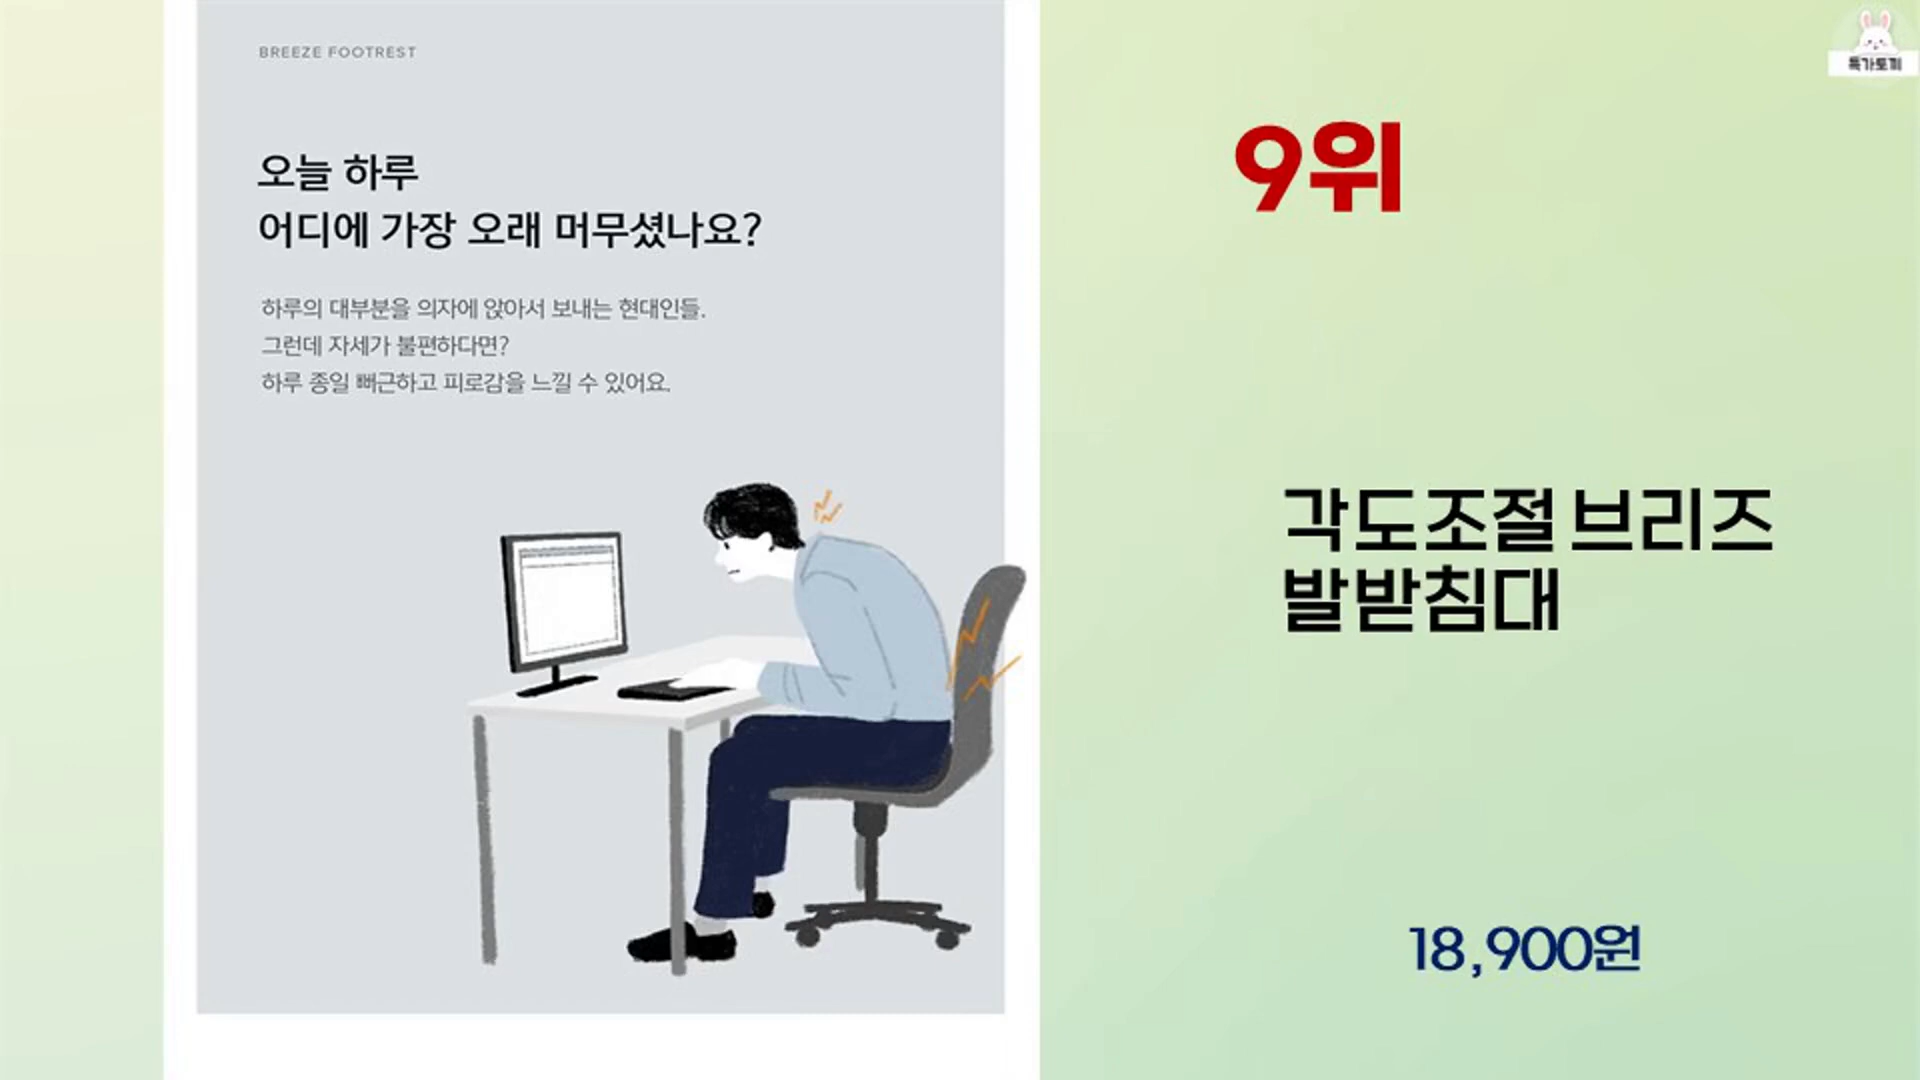 BREEZE FOOTREST
오늘 하루
어디에 가장 오래 머무셨나요?
하루의 대부분을 의자에 앉아서 보내는 현대인들.
그런데 자세가 불편하다면?
하루 종일 뻐근하고 피로감을 느낄 수 있어요.
9위
각도조절 브리즈
발받침대
18,900원
특가토끼